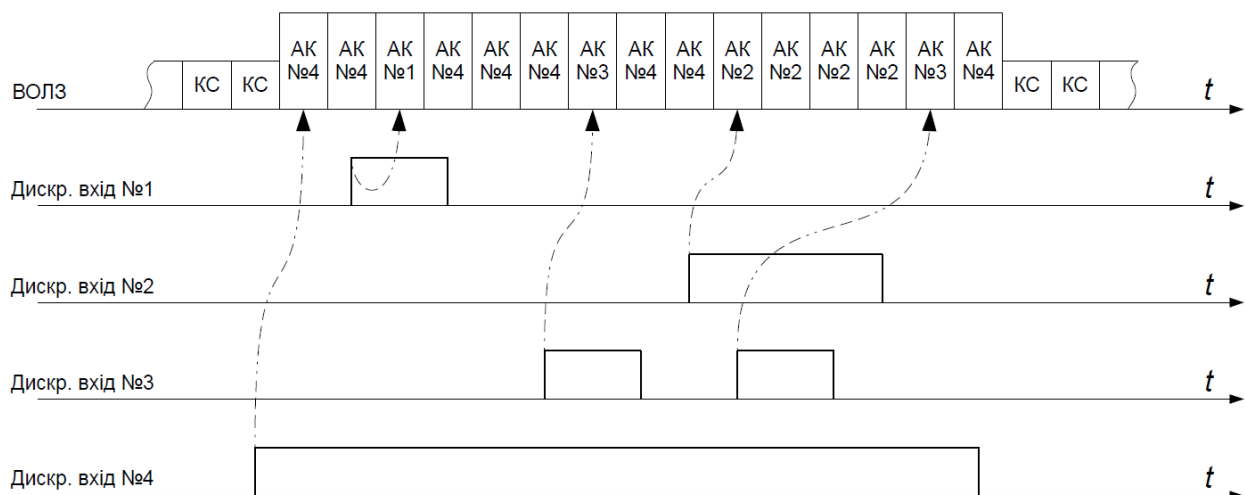 АК АК АК АК АК АК АК АК АК АК АК АК АК АК АК
№4 №4 №1 №4 №4 №4 №3 №4 №4 №2 №2 №2 №2 №3 №4
ВОЛЗ КС КС КС КС t
Дискр. вхід №1 t
Дискр. вхід №2 t
Дискр. вхід №3 t
Дискр. вхід №4 t